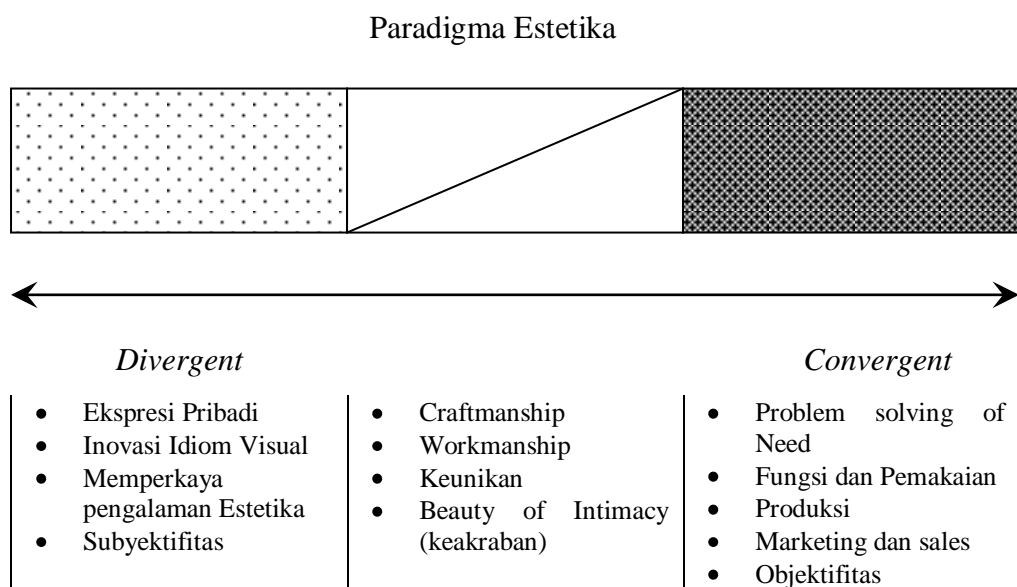 Paradigma Estetika
Divergent
Convergent
• Ekspresi Pribadi
• Inovasi Idiom Visual
• Memperkaya
pengalaman Estetika
• Subyektifitas
• Craftmanship
• Workmanship
• Keunikan
• Beauty of Intimacy
(keakraban)
• Problem solving of
Need
• Fungsi dan Pemakaian
• Produksi
• Marketing dan sales
• Objektifitas